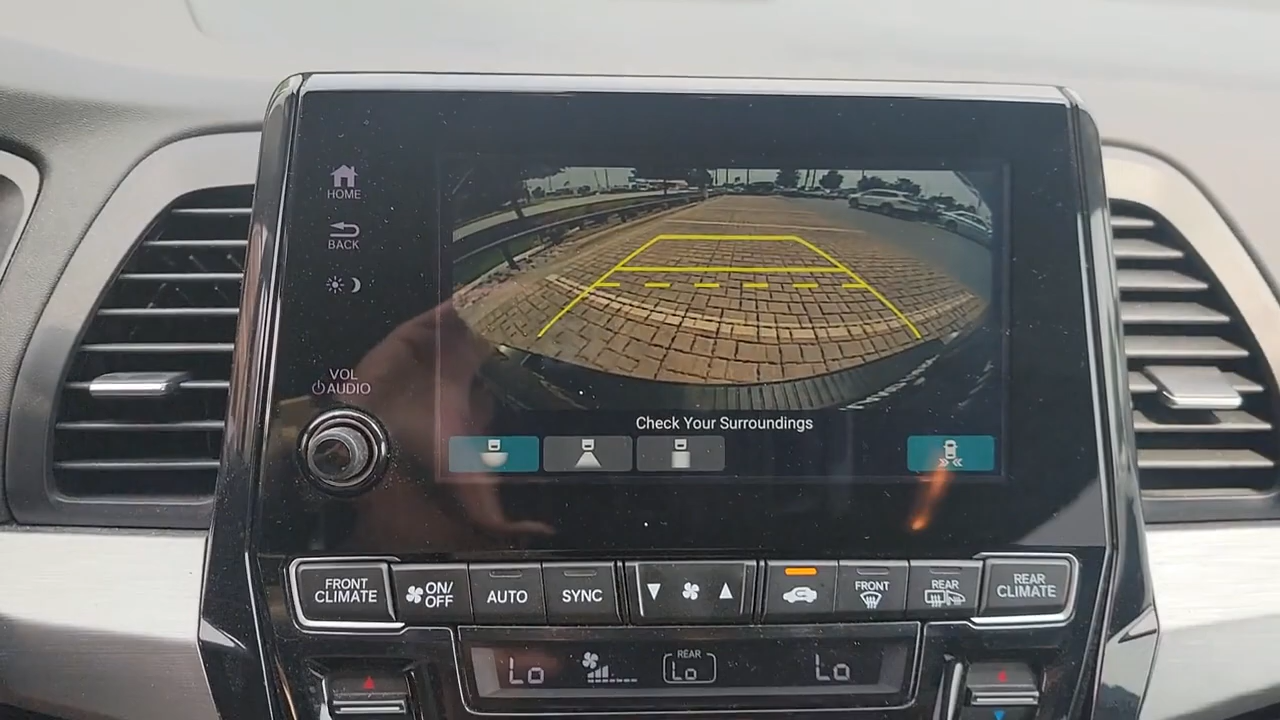 HOME
BACK
VOL
AUDIO
Check Your Surroundings
FRONT
CLIMATE
ON/
OFF
AUTO
SYNC
FRONT
REAR
REAR
CLIMATE
Lo
REAR
Lo
Lo